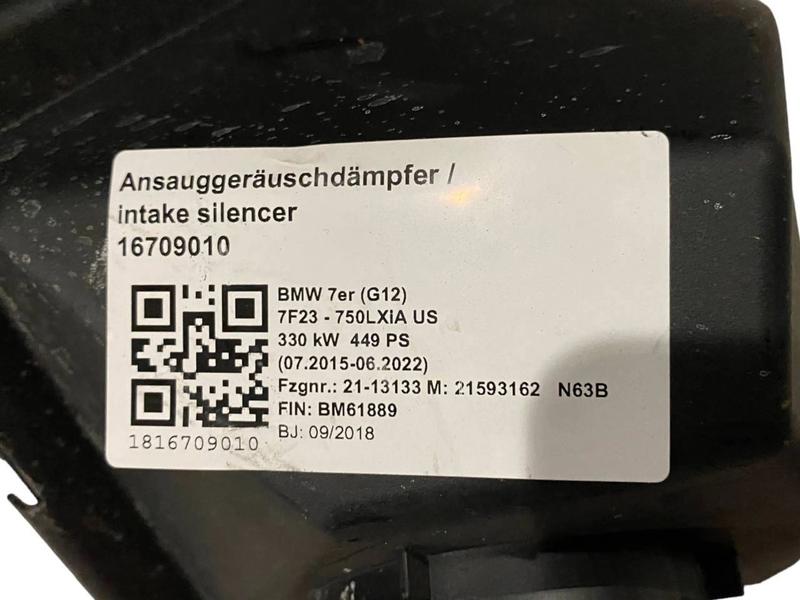 Ansauggeräuschdämpfer /
intake silencer
16709010
BMW 7er (G12)
7F23 - 750LXiA US
330 kW 449 PS
(07.2015-06.2022)
Fzgnr.: 21-13133 M: 21593162 N63B
FIN: BM61889
BJ: 09/2018
1816709010